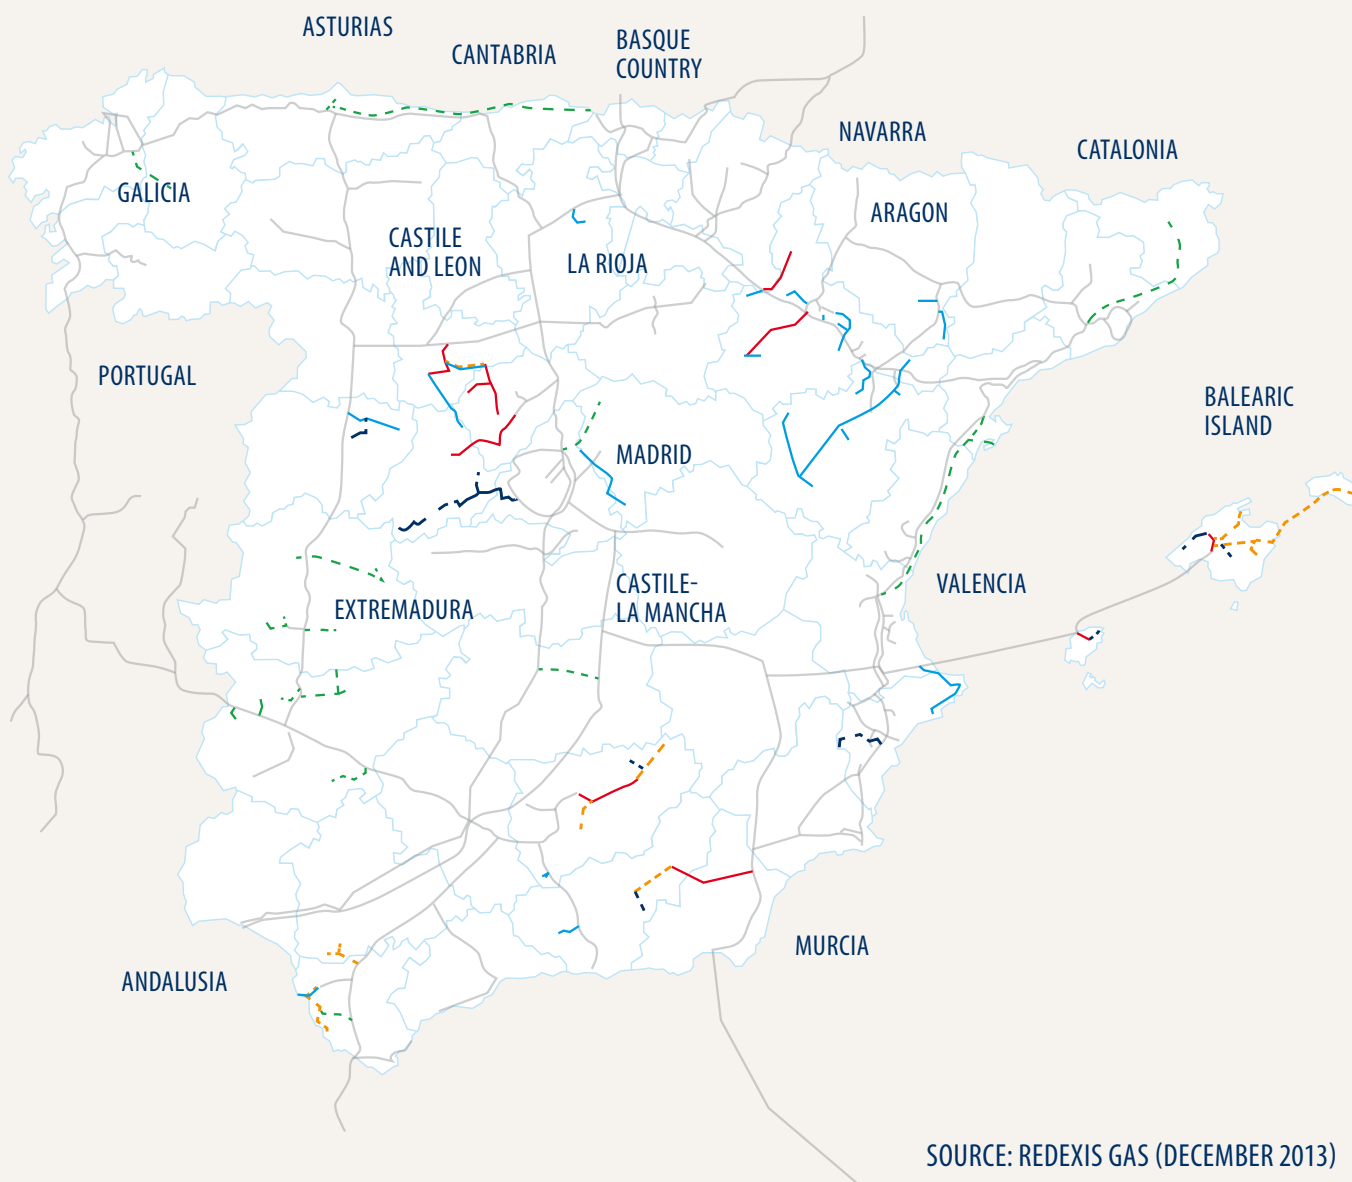 ASTURIAS
CANTABRIA
BASQUE
COUNTRY
NAVARRA
CATALONIA
GALICIA
ARAGON
CASTILE
AND LEON
LA RIOJA
PORTUGAL
BALEARIC
ISLAND
MADRID
EXTREMADURA
CASTILE-
LA MANCHA
VALENCIA
MURCIA
ANDALUSIA
SOURCE: REDEXIS GAS (DECEMBER 2013)